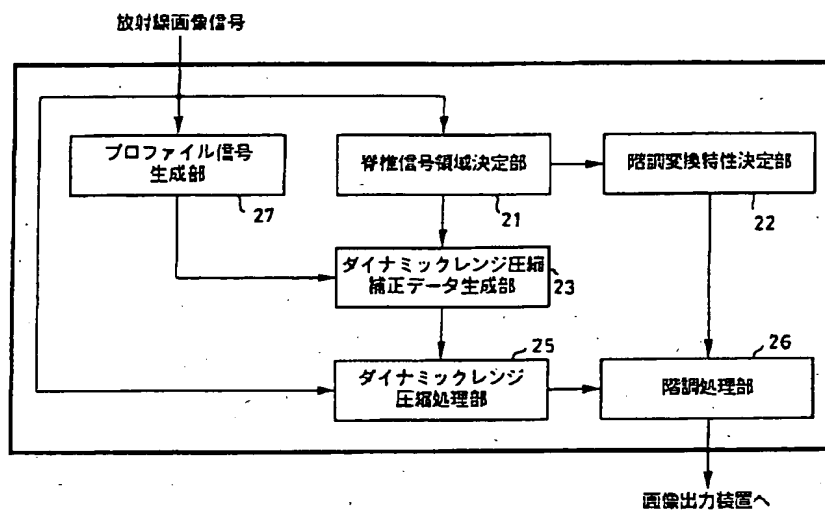 放射線画像信号
プロファイル信号
生成部
27
脊椎信号領域決定部
21
階調変換特性決定部
22
ダイナミックレンジ圧縮
補正データ生成部
23
25
ダイナミックレンジ
圧縮処理部
26
階調処理部
画像出力装置へ